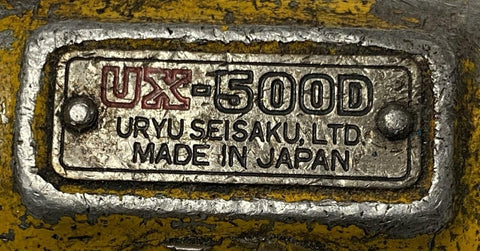 UX-500D
URYU SEISAKU, LTD.
MADE IN JAPAN